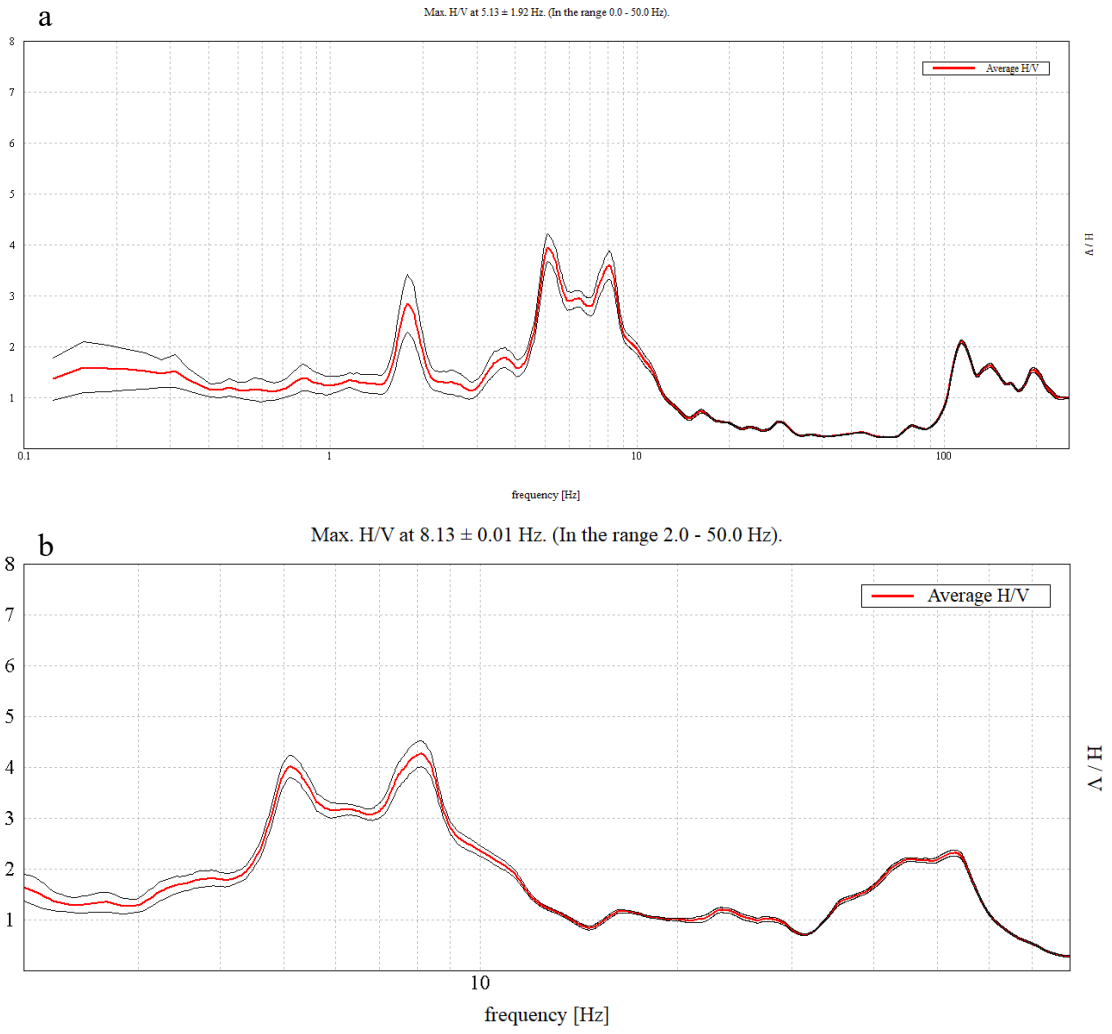 a
Max. H/V at 5.13 ± 1.92 Hz. (In the range 0.0 - 50.0 Hz).
8
7
6
5
4
3
2
1
Average H/V
H / V
0.1
1
10
100
frequency [Hz]
b
Max. H/V at 8.13 ± 0.01 Hz. (In the range 2.0 - 50.0 Hz).
8
7
6
5
4
3
2
1
Average H/V
H / V
10
frequency [Hz]